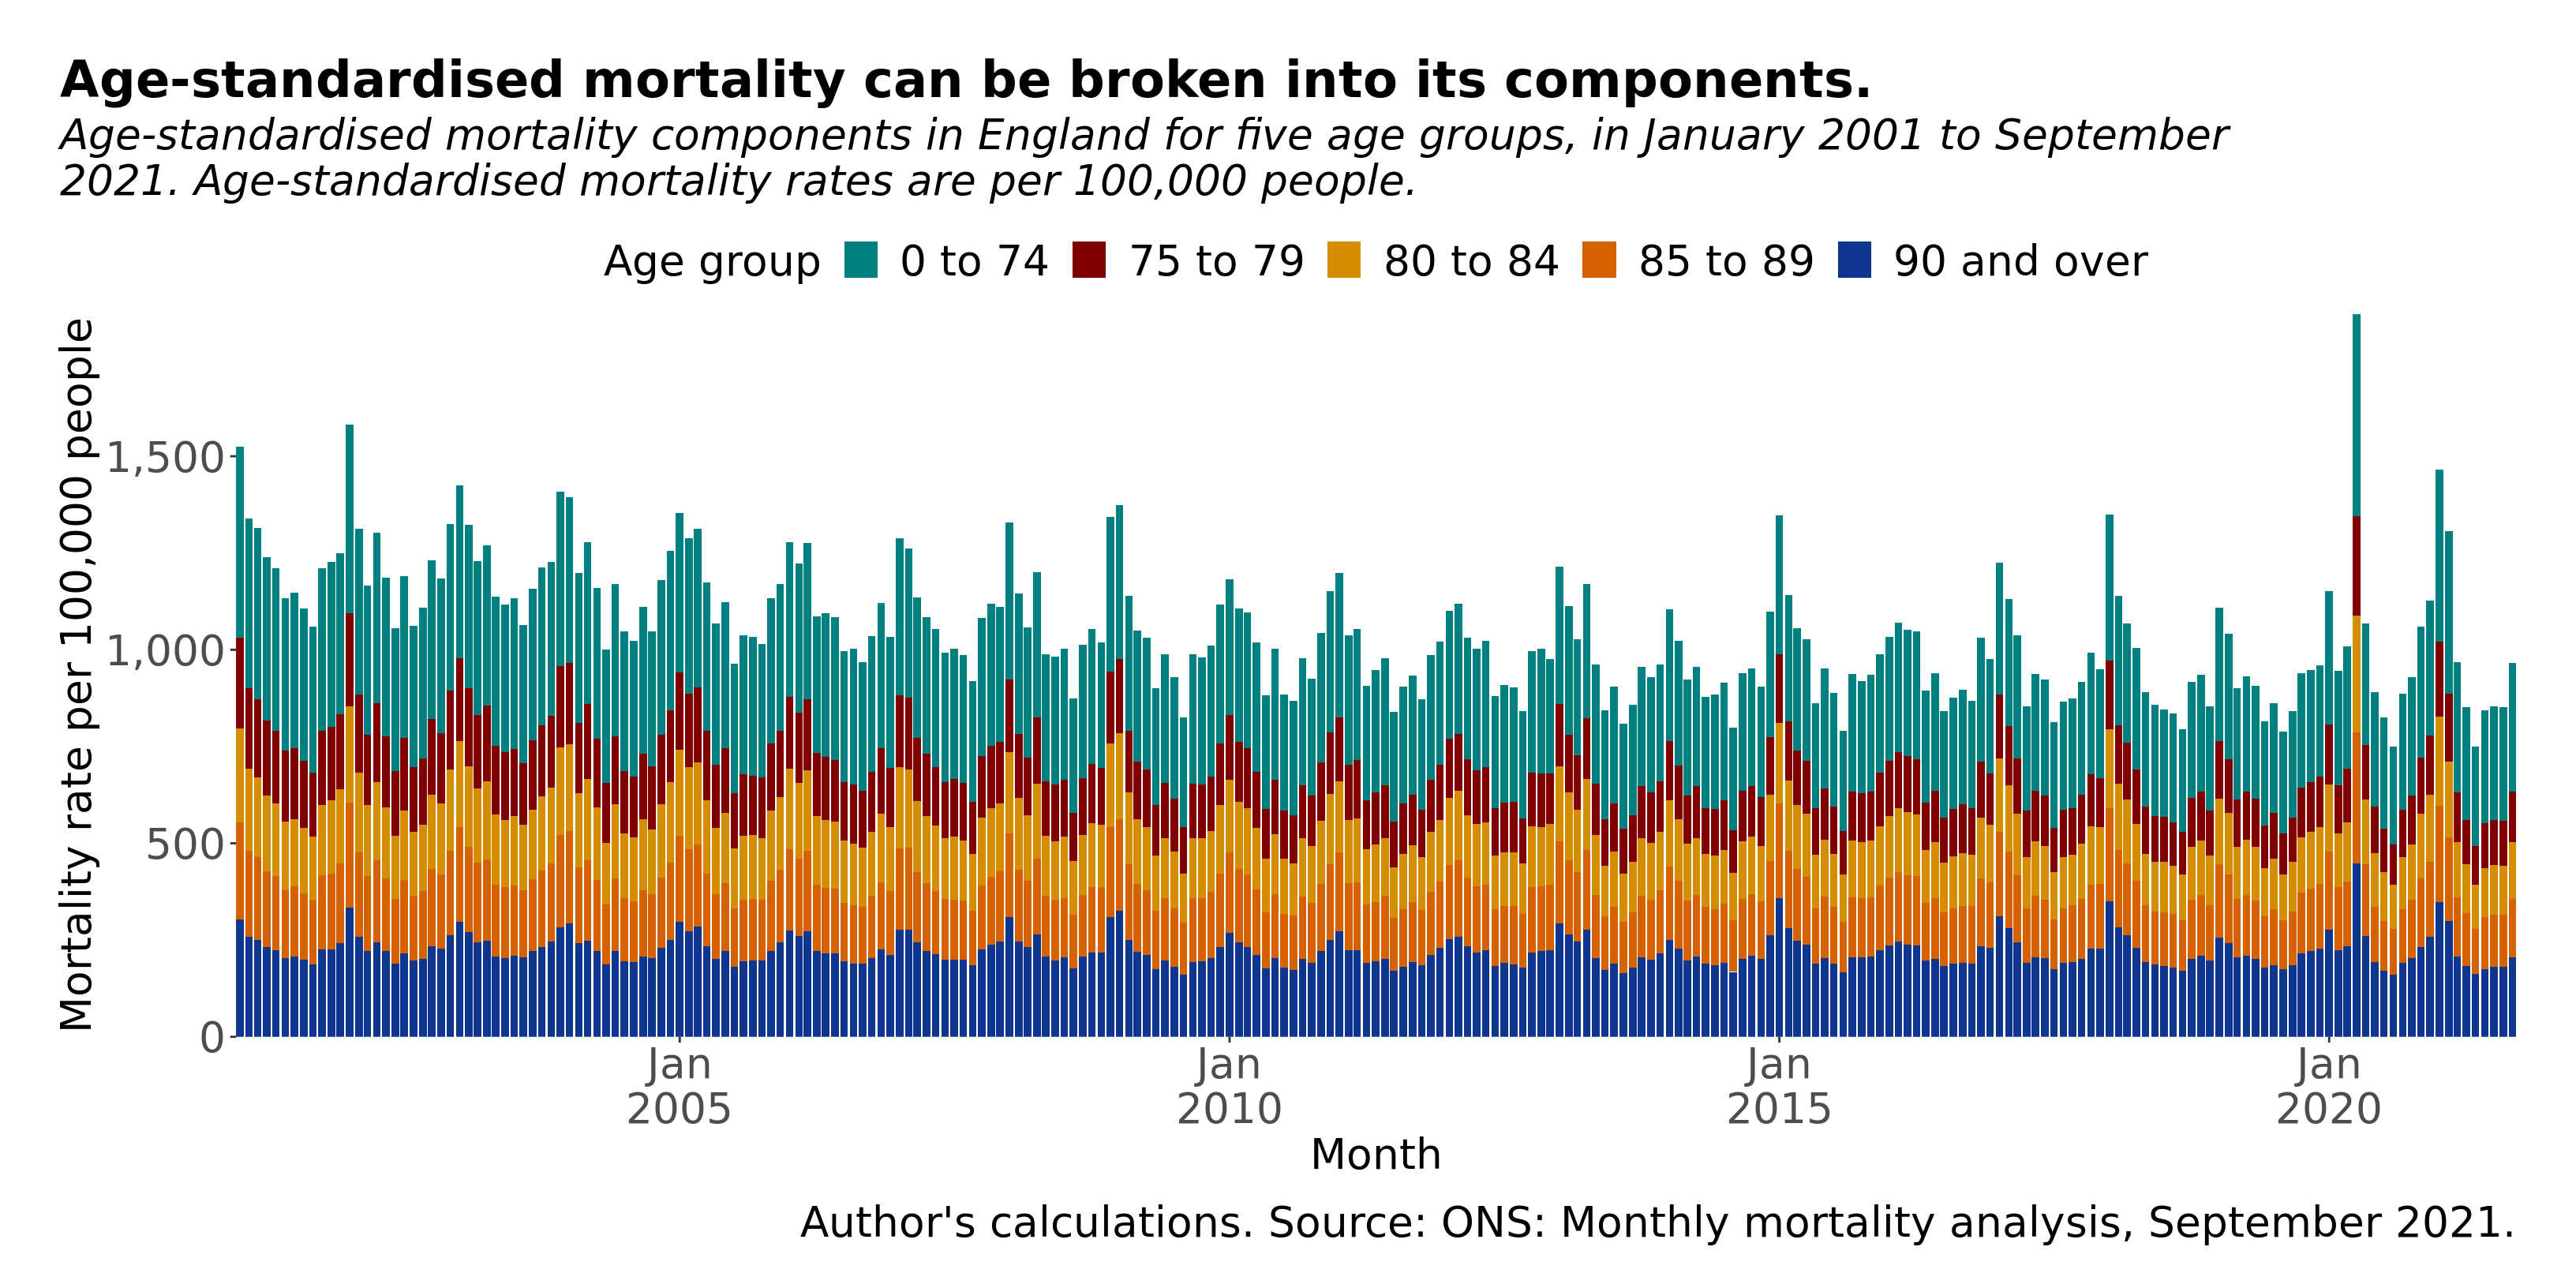 Age-standardised mortality can be broken into its components.
Age-standardised mortality components in England for five age groups, in January 2001 to September
2021. Age-standardised mortality rates are per 100,000 people.
Age group 0 to 74 75 to 79 80 to 84 85 to 89 90 and over
Mortality rate per 100,000 people
1,500
1,000
500
0
Jan Jan Jan Jan
2005 2010 2015 2020
Month
Author's calculations. Source: ONS: Monthly mortality analysis, September 2021.